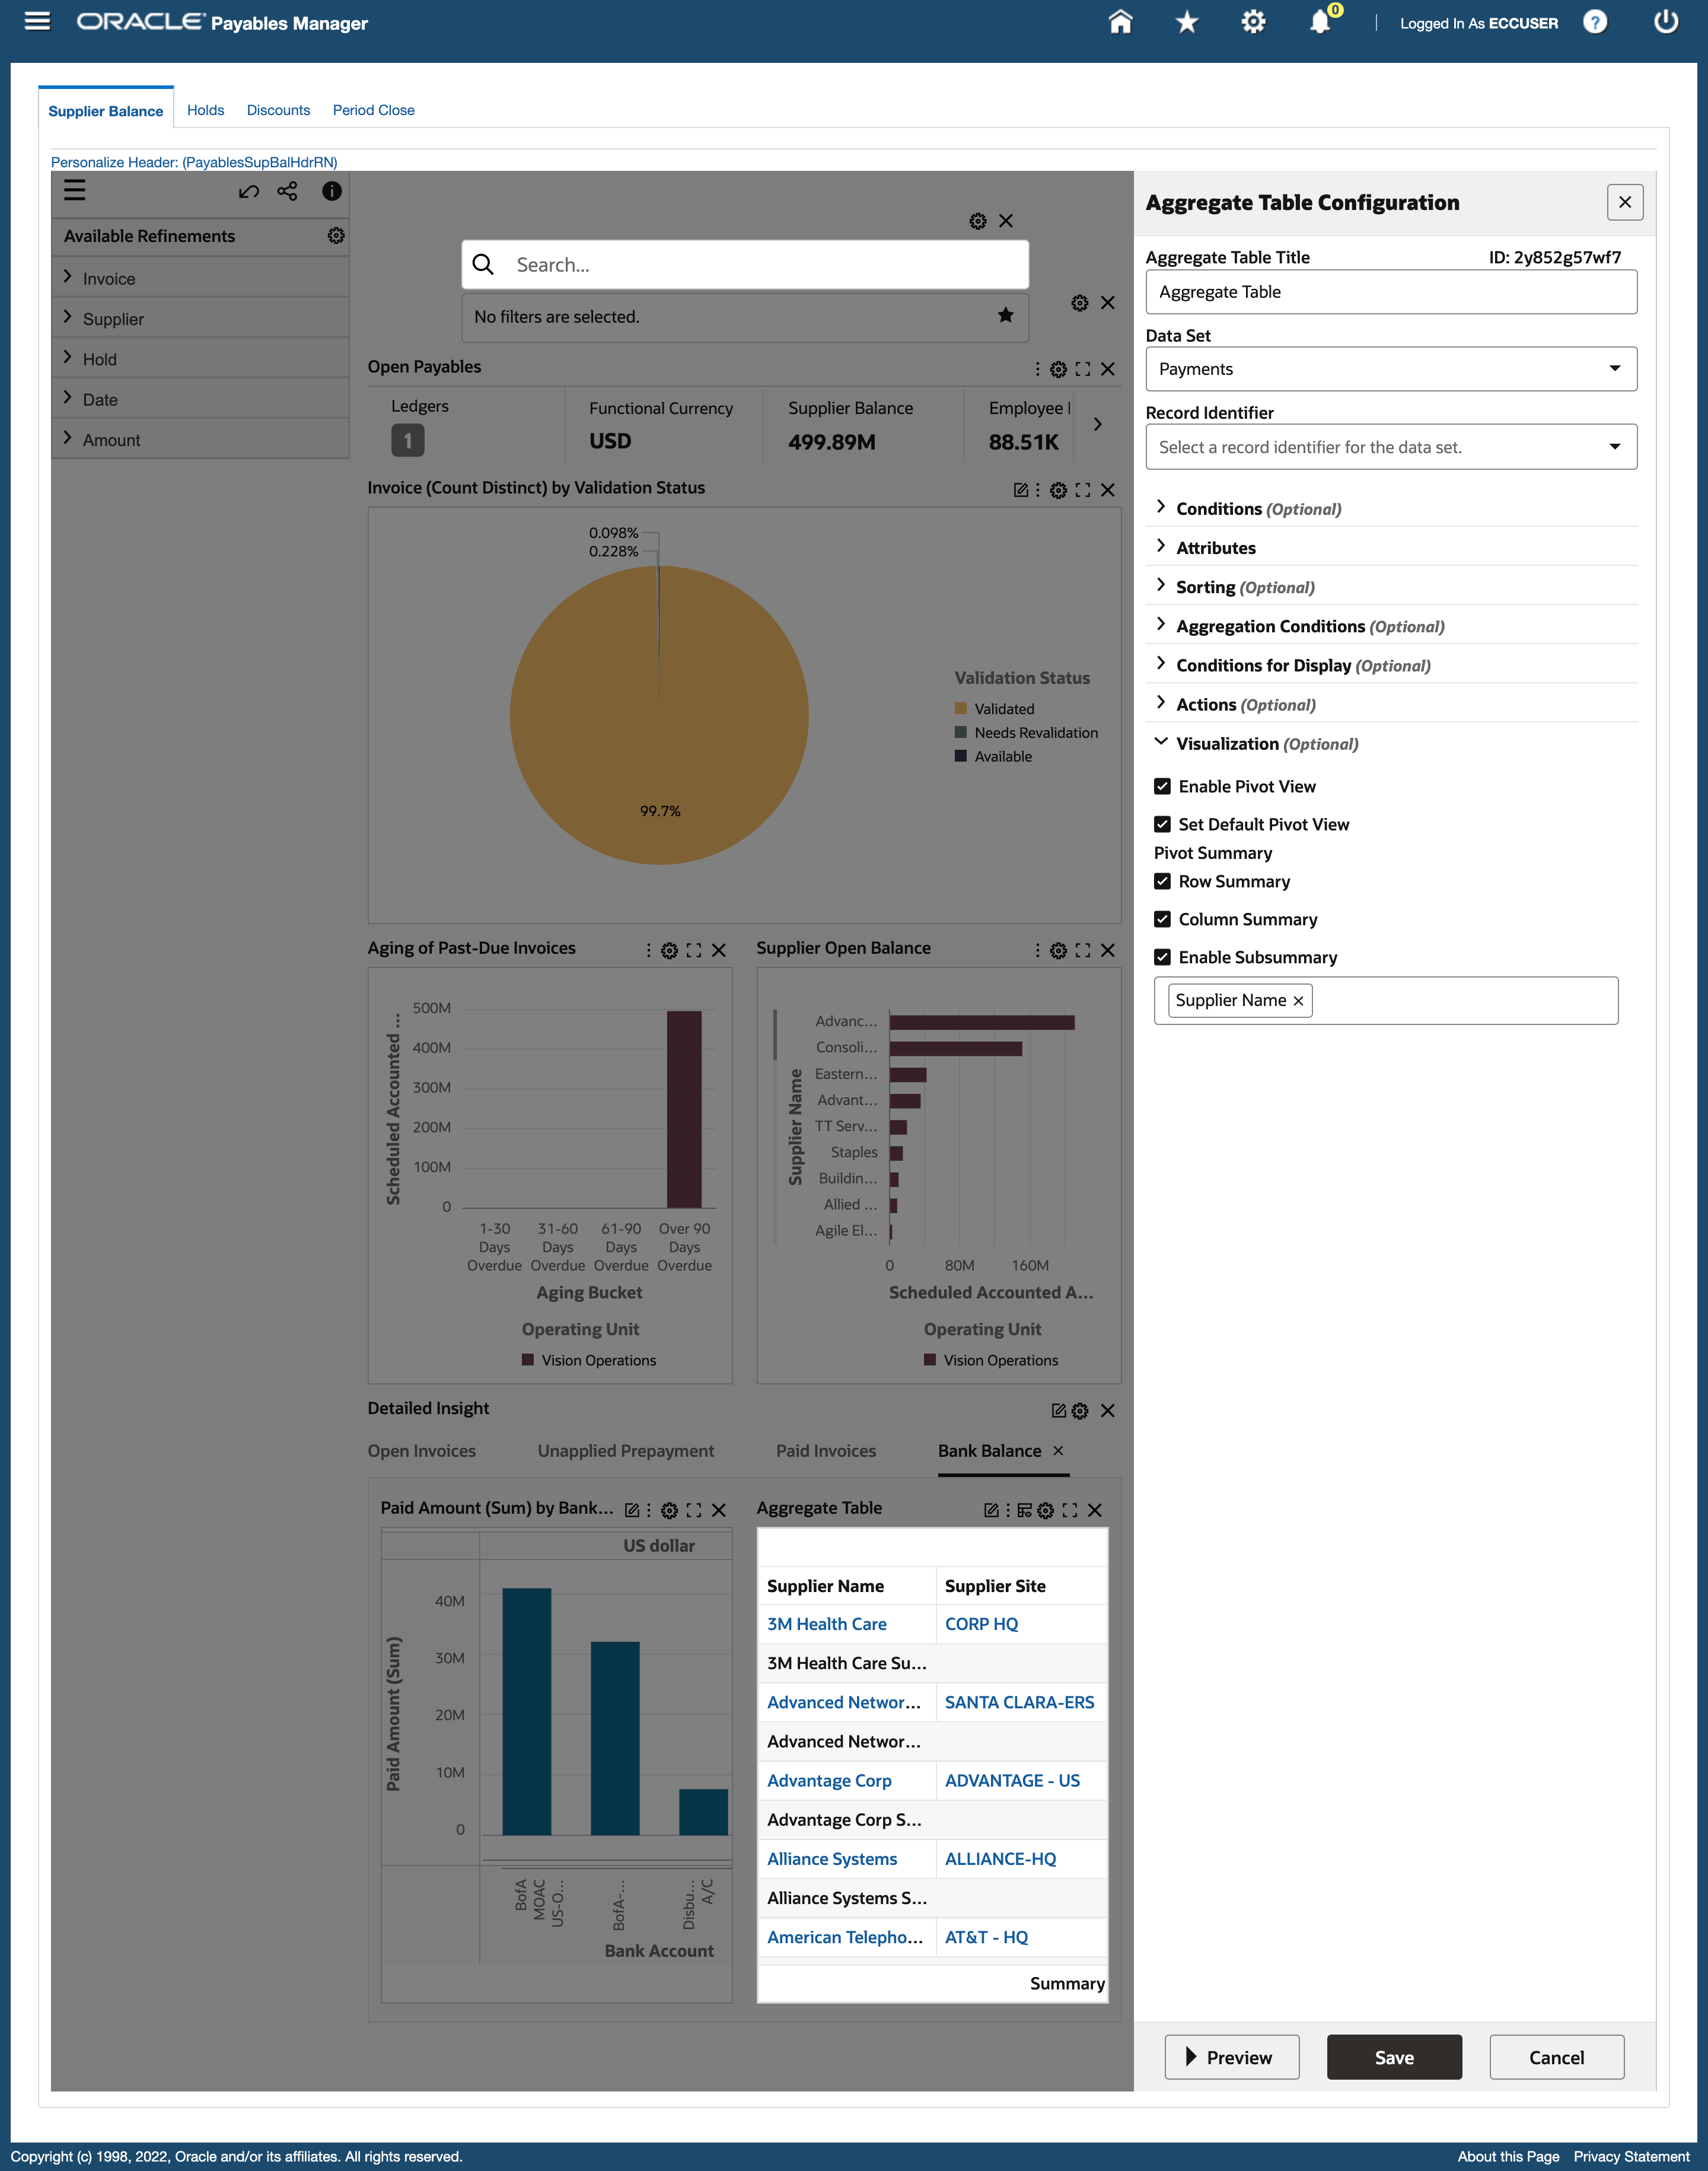 ORACLE Payables Manager
0
Logged In As ECCUSER
Supplier Balance
Holds
Discounts
Period Close
Personalize Header: (PayablesSupBalHdrRN)
Available Refinements
Invoice
Supplier
Hold
Date
Amount
Search...
No filters are selected.
Open Payables
Ledgers
1
Functional Currency
USD
Supplier Balance
499.89M
Employee
88.51K
Invoice (Count Distinct) by Validation Status
0.098%
0.228%
99.7%
Validation Status
Validated
Needs Revalidation
Available
Aging of Past-Due Invoices
Scheduled Accounted ...
500M
400M
300M
200M
100M
0
1-30 Days Overdue
31-60 Days Overdue
61-90 Days Overdue
Over 90 Days Overdue
Aging Bucket
Operating Unit
Vision Operations
Supplier Open Balance
Supplier Name
Advanc...
Consoli...
Eastern...
Advant...
TT Serv...
Staples
Buildin...
Allied ...
Agile El...
0
80M
160M
Scheduled Accounted A...
Operating Unit
Vision Operations
Detailed Insight
Open Invoices
Unapplied Prepayment
Paid Invoices
Bank Balance
Paid Amount (Sum) by Bank...
US dollar
Paid Amount (Sum)
40M
30M
20M
10M
0
BofA MOAC US-O...
BofA-...
Disbu... A/C
Bank Account
Aggregate Table
Supplier Name
Supplier Site
3M Health Care
CORP HQ
3M Health Care Su...
Advanced Networ...
SANTA CLARA-ERS
Advanced Networ...
Advantage Corp
ADVANTAGE - US
Advantage Corp S...
Alliance Systems
ALLIANCE-HQ
Alliance Systems S...
American Telepho...
AT&T - HQ
Summary
Aggregate Table Configuration
Aggregate Table Title
ID: 2y852g57wf7
Aggregate Table
Data Set
Payments
Record Identifier
Select a record identifier for the data set.
Conditions (Optional)
Attributes
Sorting (Optional)
Aggregation Conditions (Optional)
Conditions for Display (Optional)
Actions (Optional)
Visualization (Optional)
Enable Pivot View
Set Default Pivot View
Pivot Summary
Row Summary
Column Summary
Enable Subsummary
Supplier Name
Preview
Save
Cancel
Copyright (c) 1998, 2022, Oracle and/or its affiliates. All rights reserved.
About this Page
Privacy Statement